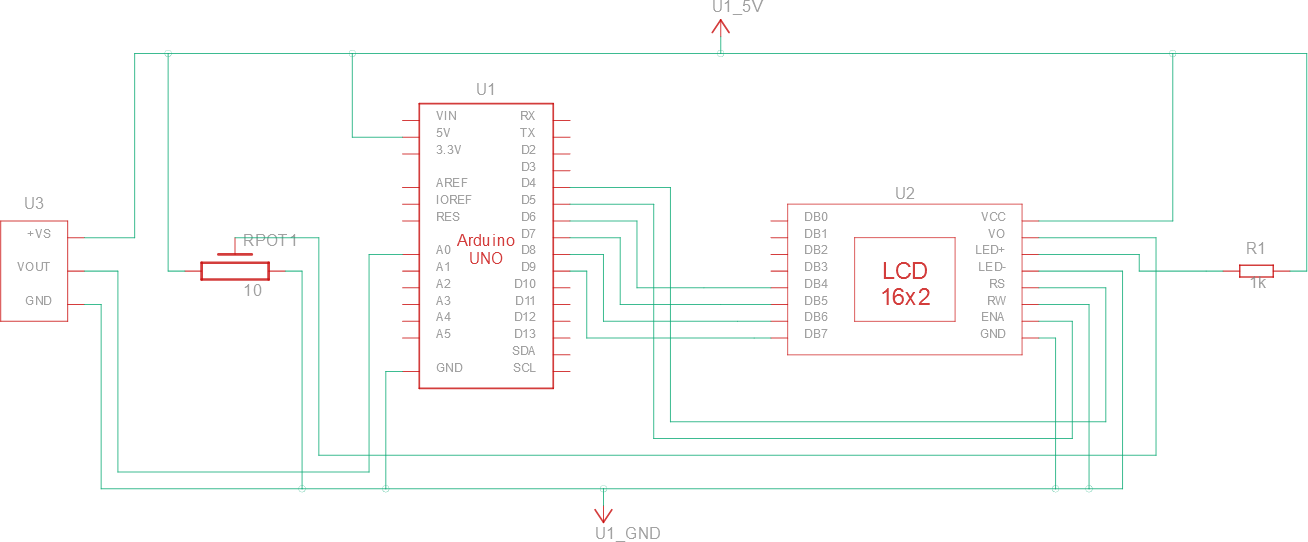 U1_5V
U1
VIN
5V
3.3V
AREF
IOREF
RES
A0
A1
A2
A3
A4
A5
GND
Arduino
UNO
RX
TX
D2
D3
D4
D5
D6
D7
D8
D9
D10
D11
D12
D13
SDA
SCL
U3
+VS
VOUT
GND
RPOT1
10
U2
DB0
DB1
DB2
DB3
DB4
DB5
DB6
DB7
LCD
16x2
VCC
VO
LED+
LED-
RS
RW
ENA
GND
R1
1k
U1_GND